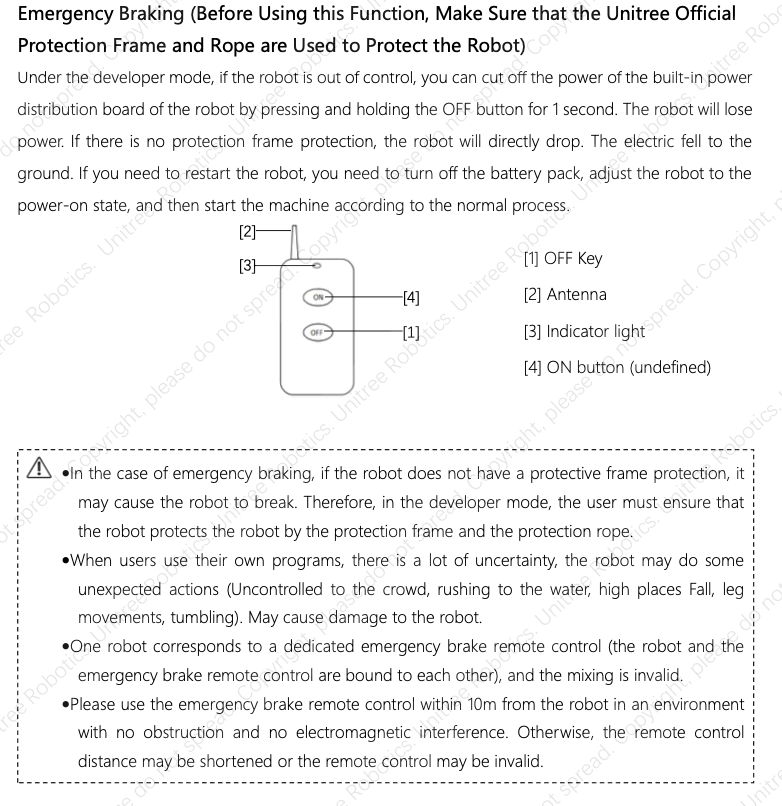 Emergency Braking (Before Using this Function, Make Sure that the Unitree Official
Protection Frame and Rope are Used to Protect the Robot)
Under the developer mode, if the robot is out of control, you can cut off the power of the built-in power
distribution board of the robot by pressing and holding the OFF button for 1 second. The robot will lose
power. If there is no protection frame protection, the robot will directly drop. The electric fell to the
ground. If you need to restart the robot, you need to turn off the battery pack, adjust the robot to the
power-on state, and then start the machine according to the normal process.
[2]
[3]
ON
[4]
OFF
[1]
[1] OFF Key
[2] Antenna
[3] Indicator light
[4] ON button (undefined)
•In the case of emergency braking, if the robot does not have a protective frame protection, it
may cause the robot to break. Therefore, in the developer mode, the user must ensure that
the robot protects the robot by the protection frame and the protection rope.
•When users use their own programs, there is a lot of uncertainty, the robot may do some
unexpected actions (Uncontrolled to the crowd, rushing to the water, high places Fall, leg
movements, tumbling). May cause damage to the robot.
•One robot corresponds to a dedicated emergency brake remote control (the robot and the
emergency brake remote control are bound to each other), and the mixing is invalid.
•Please use the emergency brake remote control within 10m from the robot in an environment
with no obstruction and no electromagnetic interference. Otherwise, the remote control
distance may be shortened or the remote control may be invalid.
Unitree Robotics. Copyright, please do not spread.